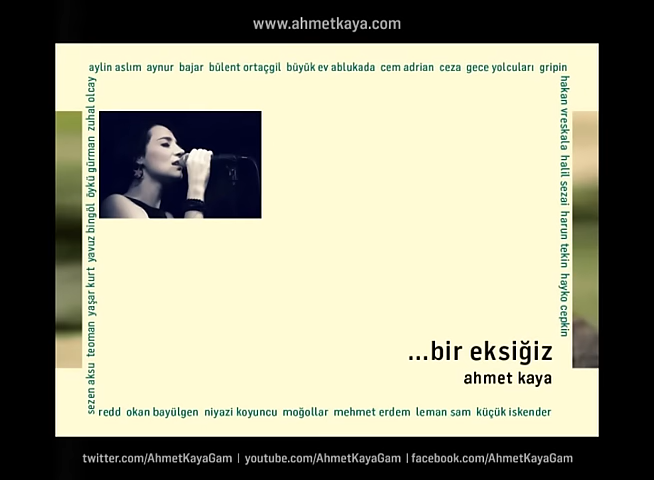 www.ahmetkaya.com
aylin aslım aynur bajar bülent ortaçgil büyük ev ablukada cem adrian ceza gece yolcuları gripin
hakan vreşkala halil sezai harun tekin hayko cepkin
sezen aksu teoman yaşar kurt yavuz bingöl öykü gürman zuhal olcay
...bir eksiğiz
ahmet kaya
redd okan bayülgen niyazi koyuncu moğollar mehmet erdem leman sam küçük iskender
twitter.com/AhmetKayaGam | youtube.com/AhmetKayaGam | facebook.com/AhmetKayaGam